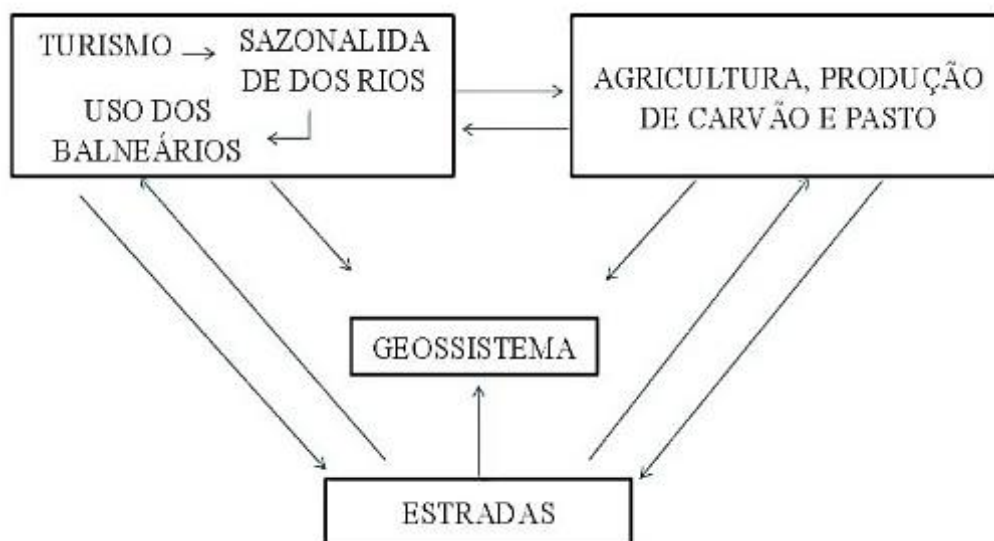 TURISMO
SAZONALIDA
DE DOS RIOS
USO DOS
BALNEÁRIOS
AGRICULTURA, PRODUÇÃO
DE CARVÃO E PASTO
GEOSSISTEMA
ESTRADAS